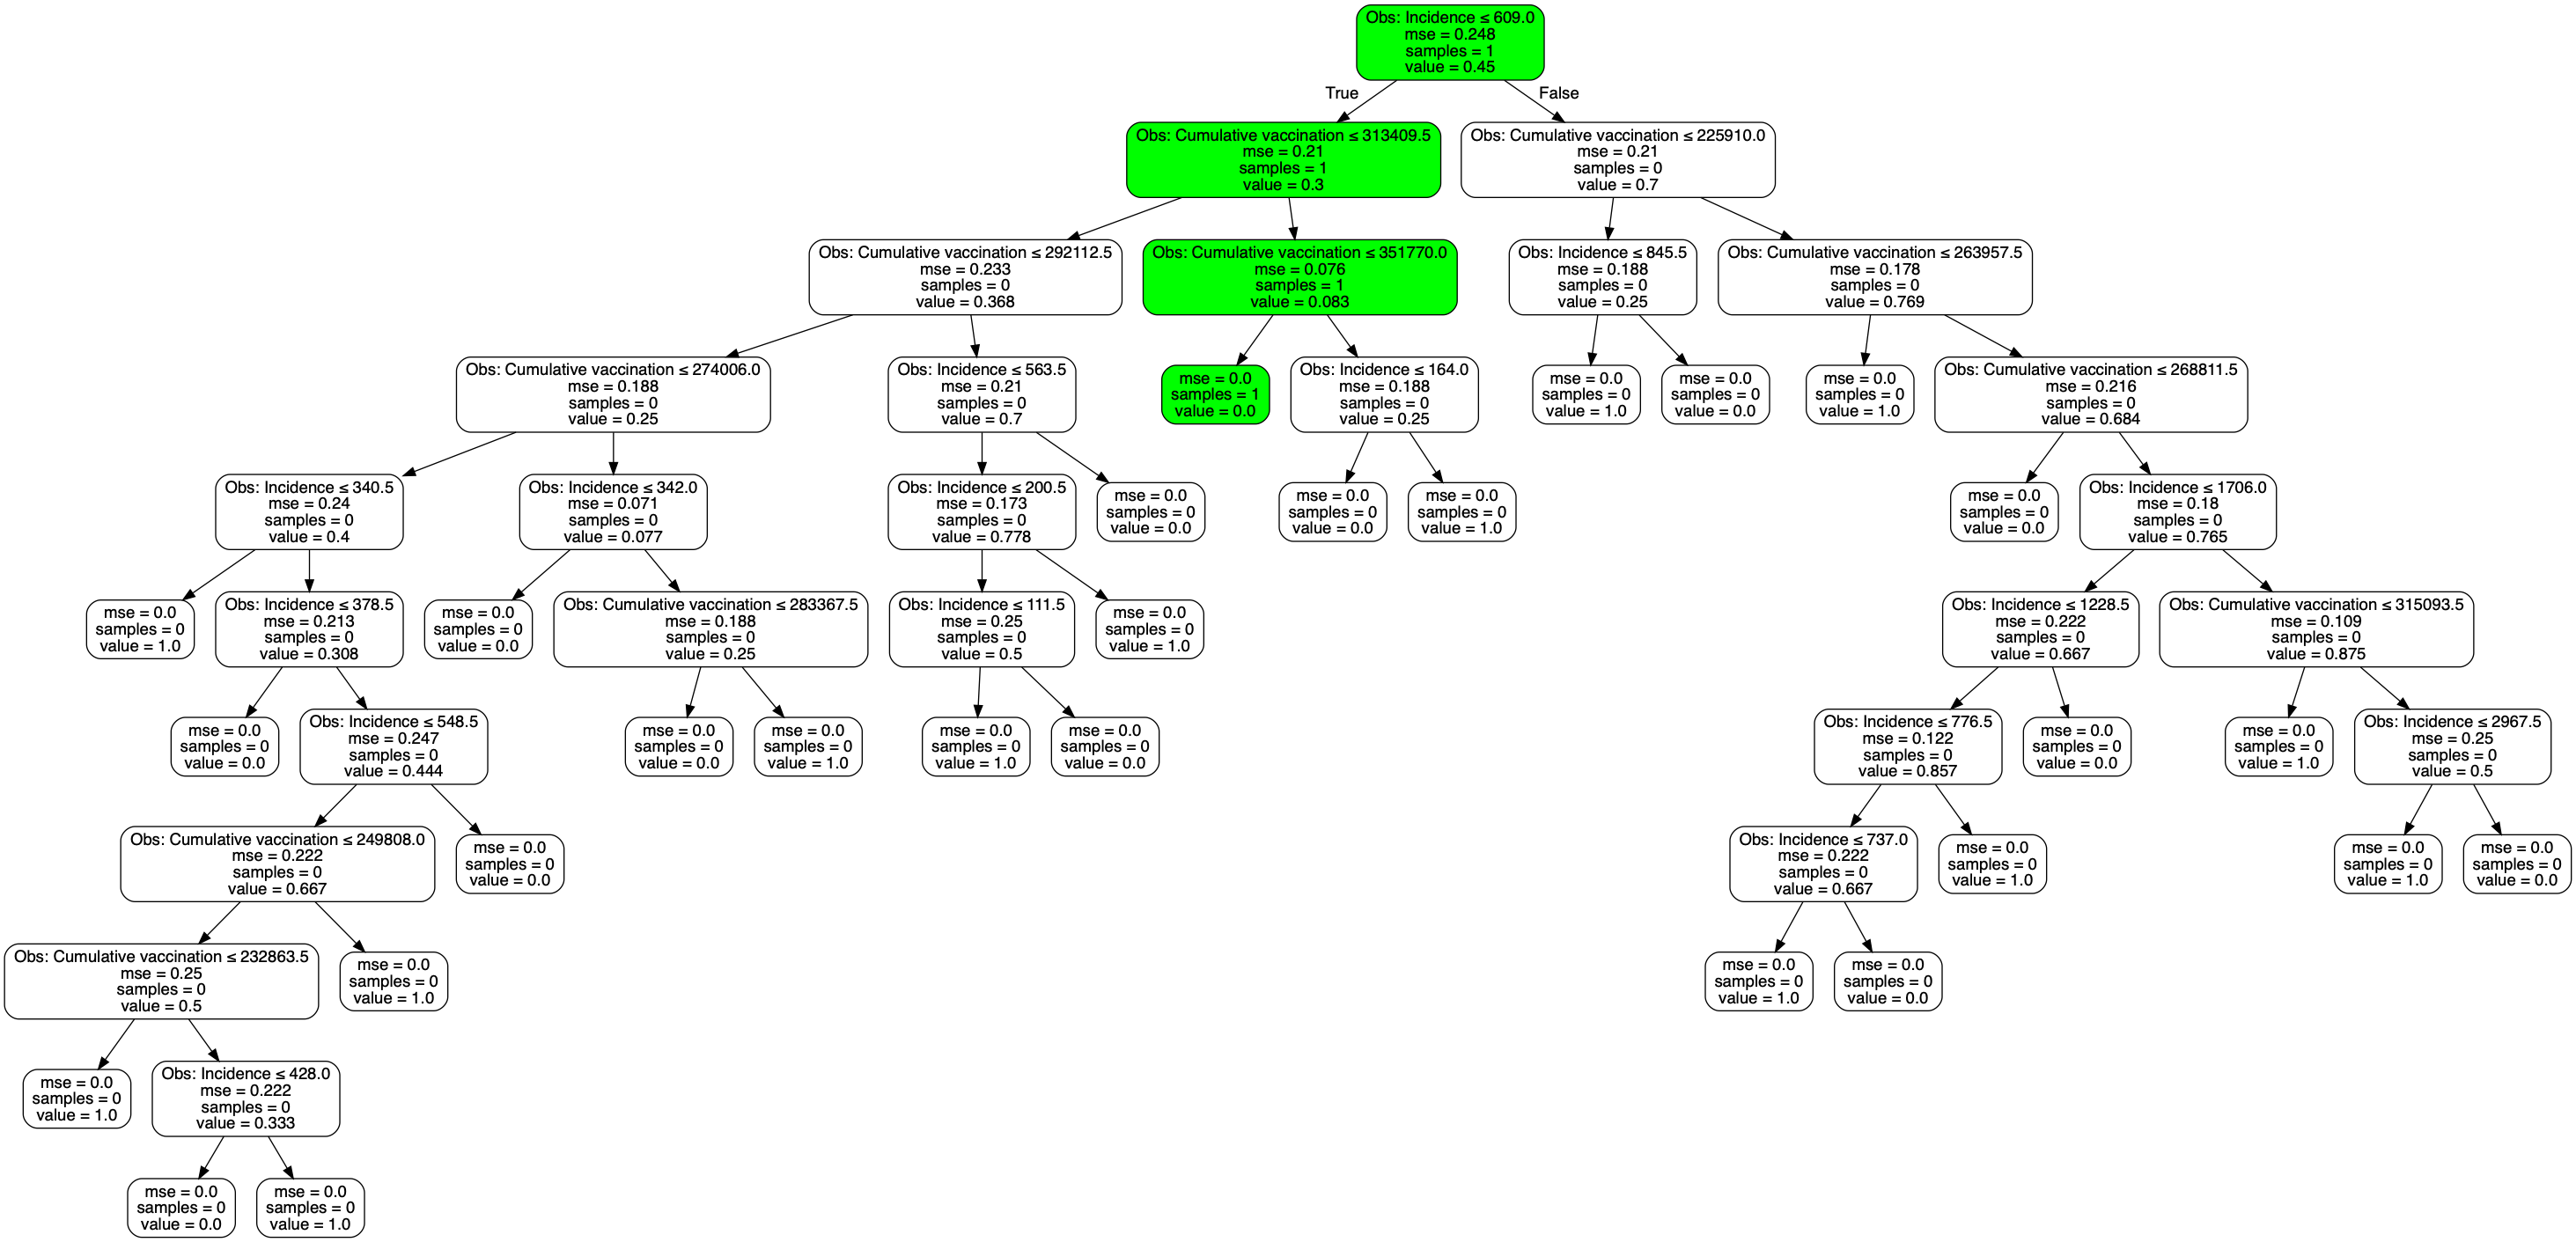 Obs: Incidence ≤ 609.0
mse = 0.248
samples = 1
value = 0.45
True
False
Obs: Cumulative vaccination ≤ 313409.5
mse = 0.21
samples = 1
value = 0.3
Obs: Cumulative vaccination ≤ 225910.0
mse = 0.21
samples = 0
value = 0.7
Obs: Cumulative vaccination ≤ 292112.5
mse = 0.233
samples = 0
value = 0.368
Obs: Cumulative vaccination ≤ 351770.0
mse = 0.076
samples = 1
value = 0.083
Obs: Incidence ≤ 845.5
mse = 0.188
samples = 0
value = 0.25
Obs: Cumulative vaccination ≤ 263957.5
mse = 0.178
samples = 0
value = 0.769
Obs: Cumulative vaccination ≤ 274006.0
mse = 0.188
samples = 0
value = 0.25
Obs: Incidence ≤ 563.5
mse = 0.21
samples = 0
value = 0.7
mse = 0.0
samples = 1
value = 0.0
Obs: Incidence ≤ 164.0
mse = 0.188
samples = 0
value = 0.25
mse = 0.0
samples = 0
value = 1.0
mse = 0.0
samples = 0
value = 0.0
mse = 0.0
samples = 0
value = 1.0
Obs: Cumulative vaccination ≤ 268811.5
mse = 0.216
samples = 0
value = 0.684
Obs: Incidence ≤ 340.5
mse = 0.24
samples = 0
value = 0.4
Obs: Incidence ≤ 342.0
mse = 0.071
samples = 0
value = 0.077
Obs: Incidence ≤ 200.5
mse = 0.173
samples = 0
value = 0.778
mse = 0.0
samples = 0
value = 0.0
mse = 0.0
samples = 0
value = 0.0
mse = 0.0
samples = 0
value = 1.0
mse = 0.0
samples = 0
value = 0.0
Obs: Incidence ≤ 1706.0
mse = 0.18
samples = 0
value = 0.765
mse = 0.0
samples = 0
value = 1.0
Obs: Incidence ≤ 378.5
mse = 0.213
samples = 0
value = 0.308
mse = 0.0
samples = 0
value = 0.0
Obs: Cumulative vaccination ≤ 283367.5
mse = 0.188
samples = 0
value = 0.25
Obs: Incidence ≤ 111.5
mse = 0.25
samples = 0
value = 0.5
mse = 0.0
samples = 0
value = 1.0
Obs: Incidence ≤ 1228.5
mse = 0.222
samples = 0
value = 0.667
Obs: Cumulative vaccination ≤ 315093.5
mse = 0.109
samples = 0
value = 0.875
mse = 0.0
samples = 0
value = 0.0
Obs: Incidence ≤ 548.5
mse = 0.247
samples = 0
value = 0.444
mse = 0.0
samples = 0
value = 0.0
mse = 0.0
samples = 0
value = 1.0
mse = 0.0
samples = 0
value = 1.0
mse = 0.0
samples = 0
value = 0.0
Obs: Incidence ≤ 776.5
mse = 0.122
samples = 0
value = 0.857
mse = 0.0
samples = 0
value = 0.0
mse = 0.0
samples = 0
value = 1.0
Obs: Incidence ≤ 2967.5
mse = 0.25
samples = 0
value = 0.5
Obs: Cumulative vaccination ≤ 249808.0
mse = 0.222
samples = 0
value = 0.667
mse = 0.0
samples = 0
value = 0.0
Obs: Incidence ≤ 737.0
mse = 0.222
samples = 0
value = 0.667
mse = 0.0
samples = 0
value = 1.0
mse = 0.0
samples = 0
value = 1.0
mse = 0.0
samples = 0
value = 0.0
Obs: Cumulative vaccination ≤ 232863.5
mse = 0.25
samples = 0
value = 0.5
mse = 0.0
samples = 0
value = 1.0
mse = 0.0
samples = 0
value = 1.0
mse = 0.0
samples = 0
value = 0.0
mse = 0.0
samples = 0
value = 1.0
Obs: Incidence ≤ 428.0
mse = 0.222
samples = 0
value = 0.333
mse = 0.0
samples = 0
value = 0.0
mse = 0.0
samples = 0
value = 1.0